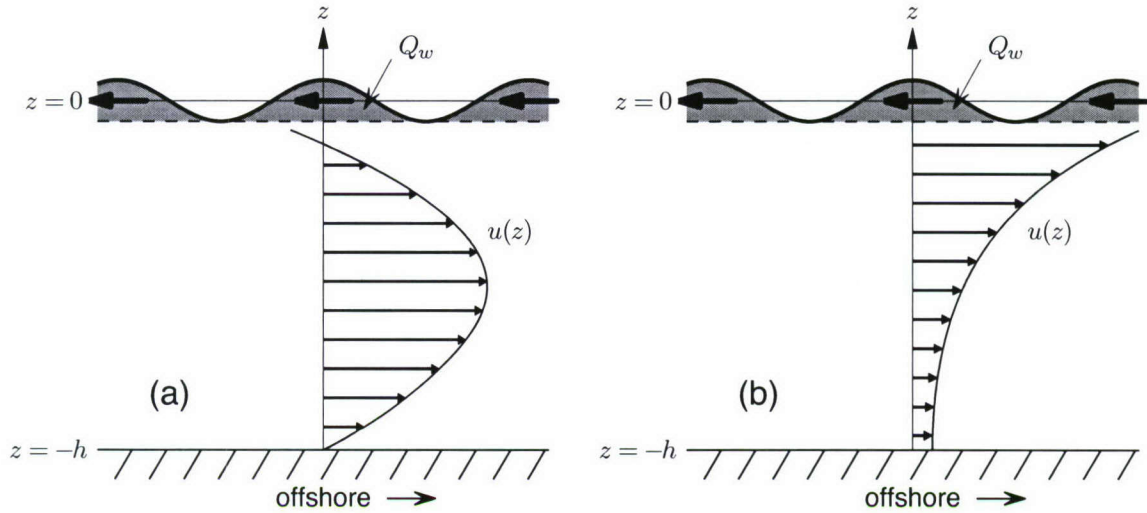 z
Q_w
z = 0
u(z)
(a)
z = −h
offshore
z
Q_w
z = 0
u(z)
(b)
z = −h
offshore